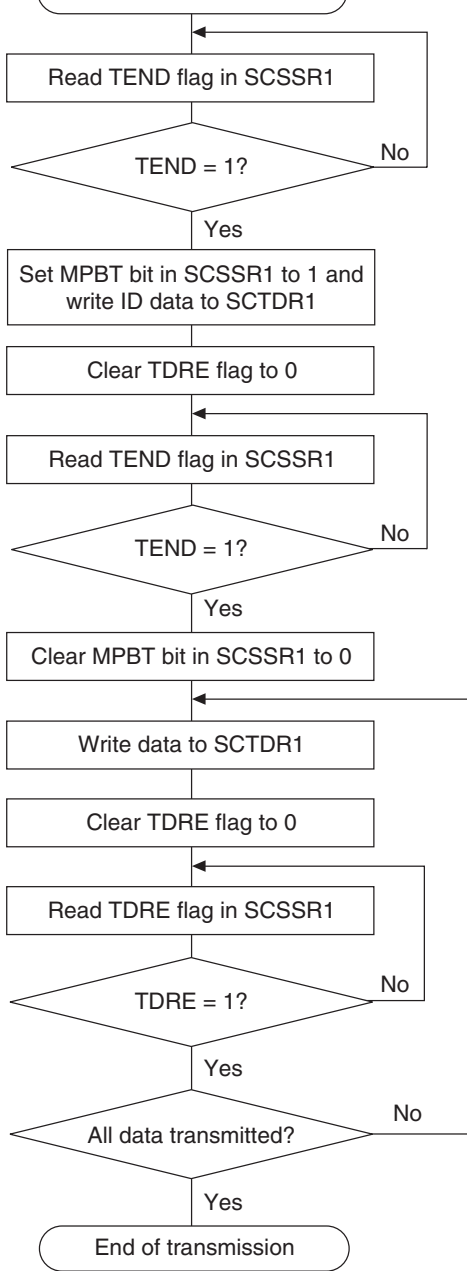 Read TEND flag in SCSSR1
TEND = 1?
No
Yes
Set MPBT bit in SCSSR1 to 1 and
write ID data to SCTDR1
Clear TDRE flag to 0
Read TEND flag in SCSSR1
TEND = 1?
No
Yes
Clear MPBT bit in SCSSR1 to 0
Write data to SCTDR1
Clear TDRE flag to 0
Read TDRE flag in SCSSR1
TDRE = 1?
No
Yes
All data transmitted?
No
Yes
End of transmission